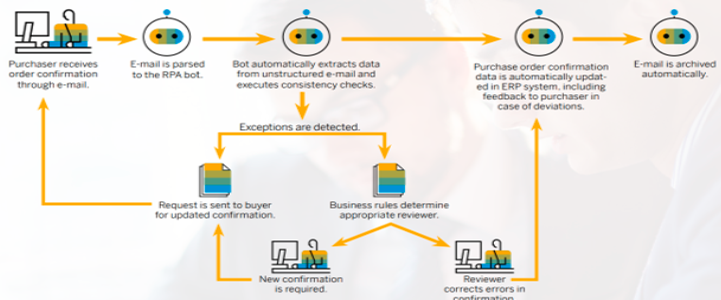 Purchaser receives
order confirmation
through e-mail.
E-mail is parsed
to the RPA bot.
Bot automatically extracts data
from unstructured e-mail and
executes consistency checks.
Purchase order confirmation
data is automatically updat-
ed in ERP system, including
feedback to purchaser in
case of deviations.
E-mail is archived
automatically.
Exceptions are detected.
Request is sent to buyer
for updated confirmation.
Business rules determine
appropriate reviewer.
New confirmation
is required.
Reviewer
corrects errors in
confirmation